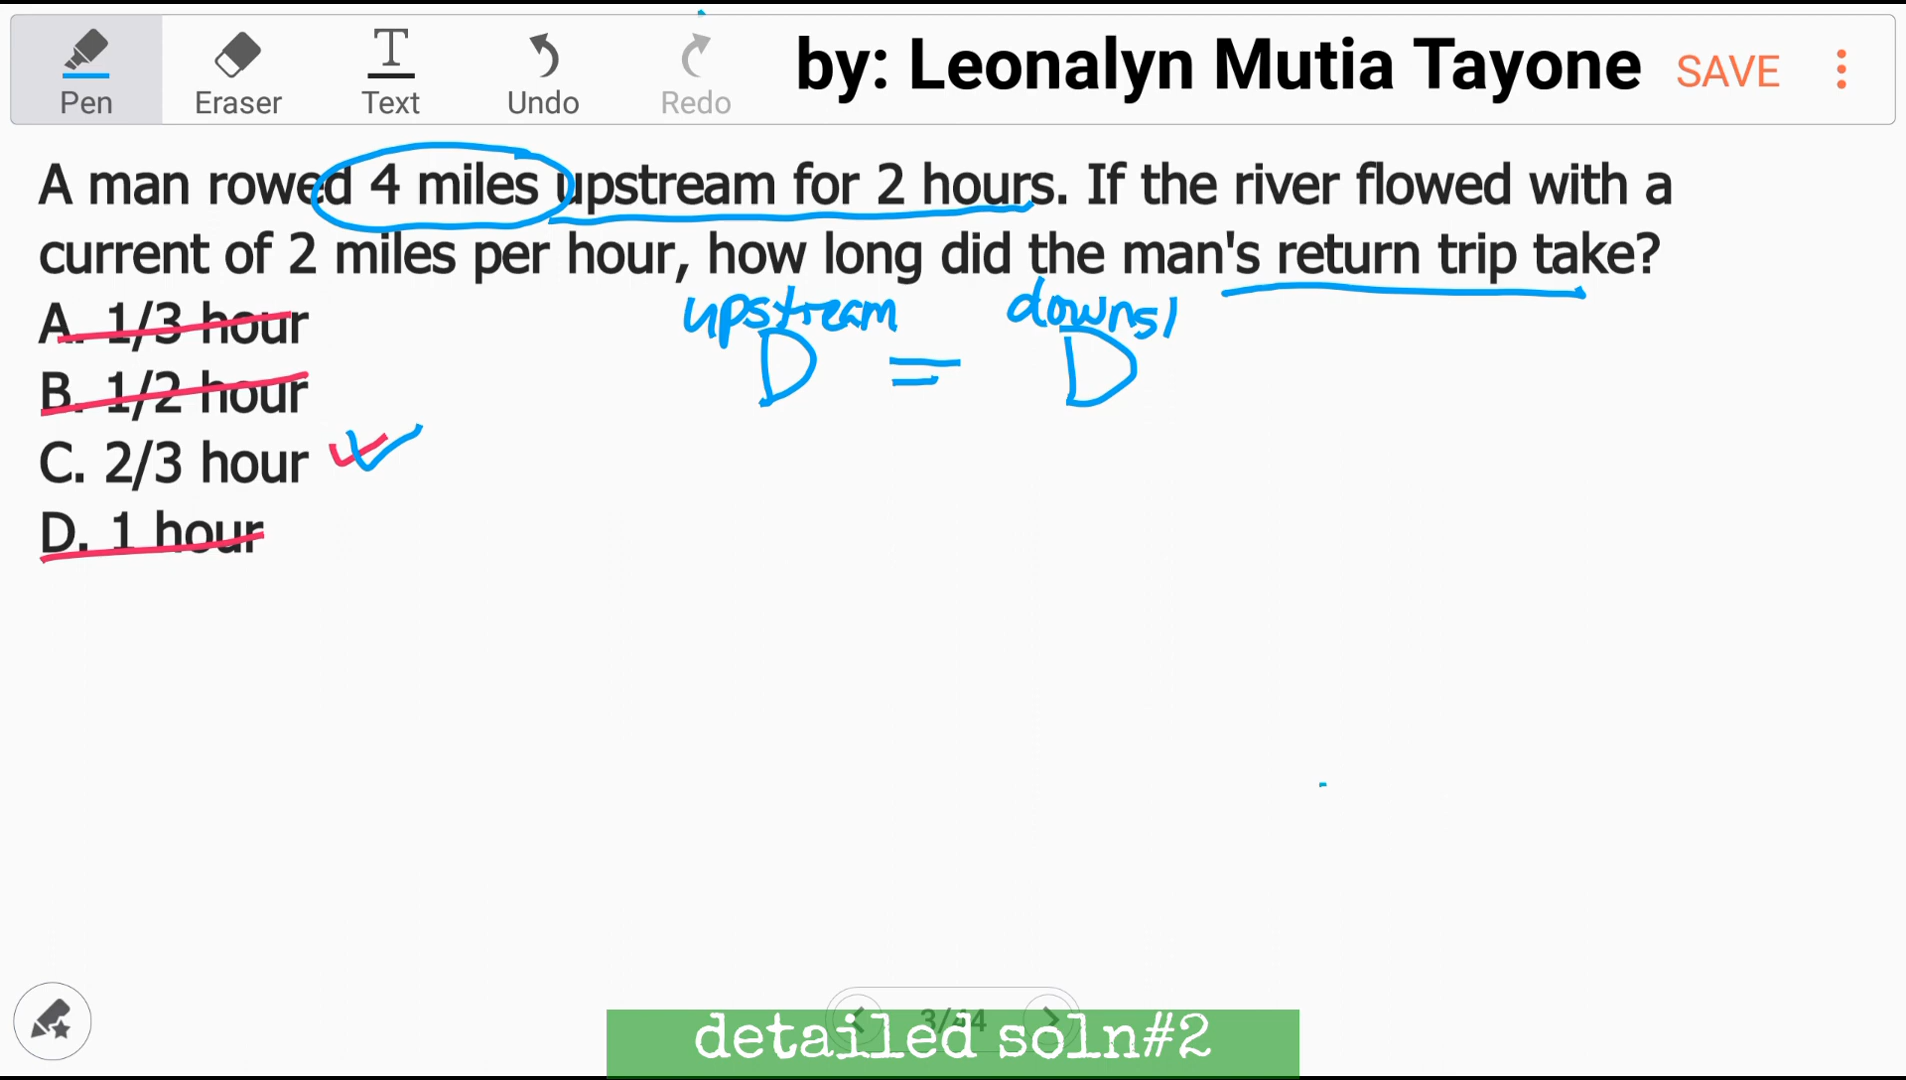 by: Leonalyn Mutia Tayone
SAVE
Pen
Eraser
Text
Undo
Redo
A man rowed 4 miles upstream for 2 hours. If the river flowed with a
current of 2 miles per hour, how long did the man's return trip take?
A. 1/3 hour
B. 1/2 hour
C. 2/3 hour
D. 1 hour
upstream
D = D
detailed soln#2